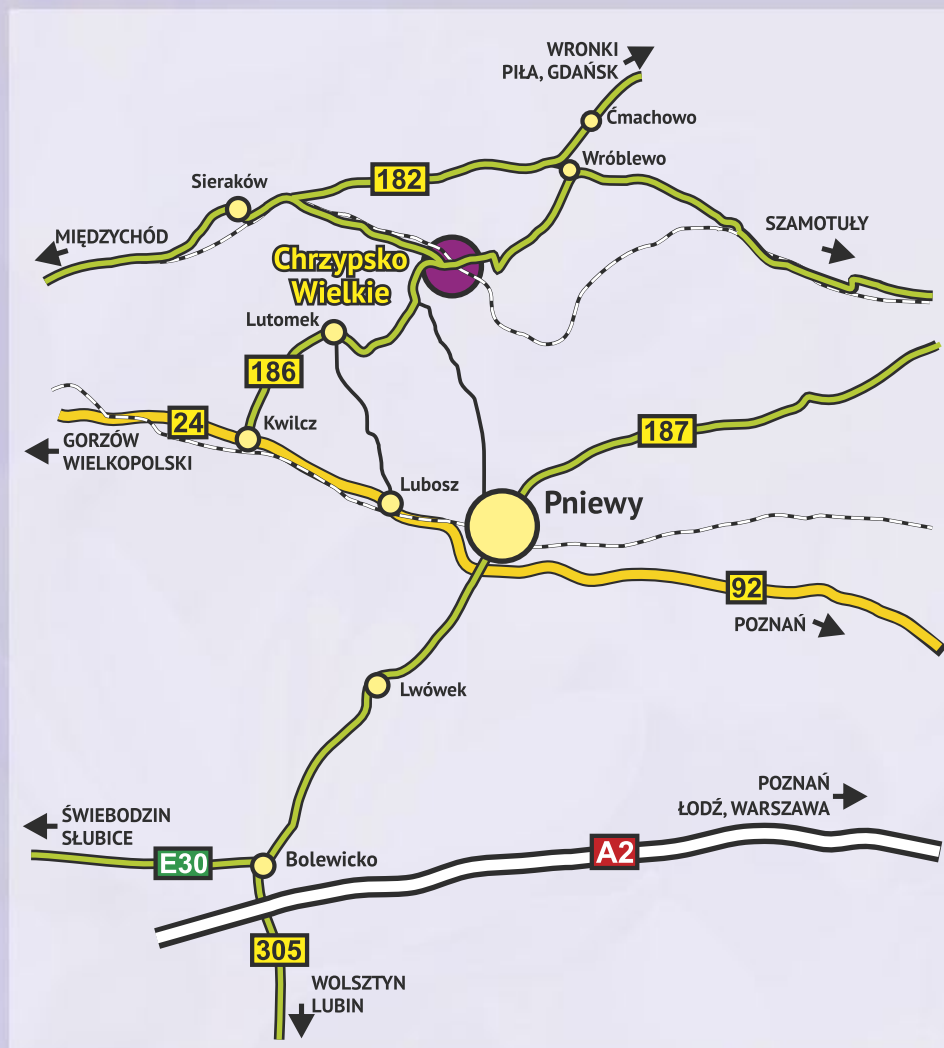 WRONKI
PIŁA, GDAŃSK
Ćmachowo
Wróblewo
182
Sieraków
SZAMOTUŁY
MIĘDZYCHÓD
Chrzypsko
Wielkie
Lutomek
186
24
Kwilcz
187
GORZÓW
WIELKOPOLSKI
Lubosz
Pniewy
92
POZNAŃ
Lwówek
POZNAŃ
ŁODŹ, WARSZAWA
ŚWIEBODZIN
SŁUBICE
A2
E30
Bolewicko
305
WOLSZTYN
LUBIN